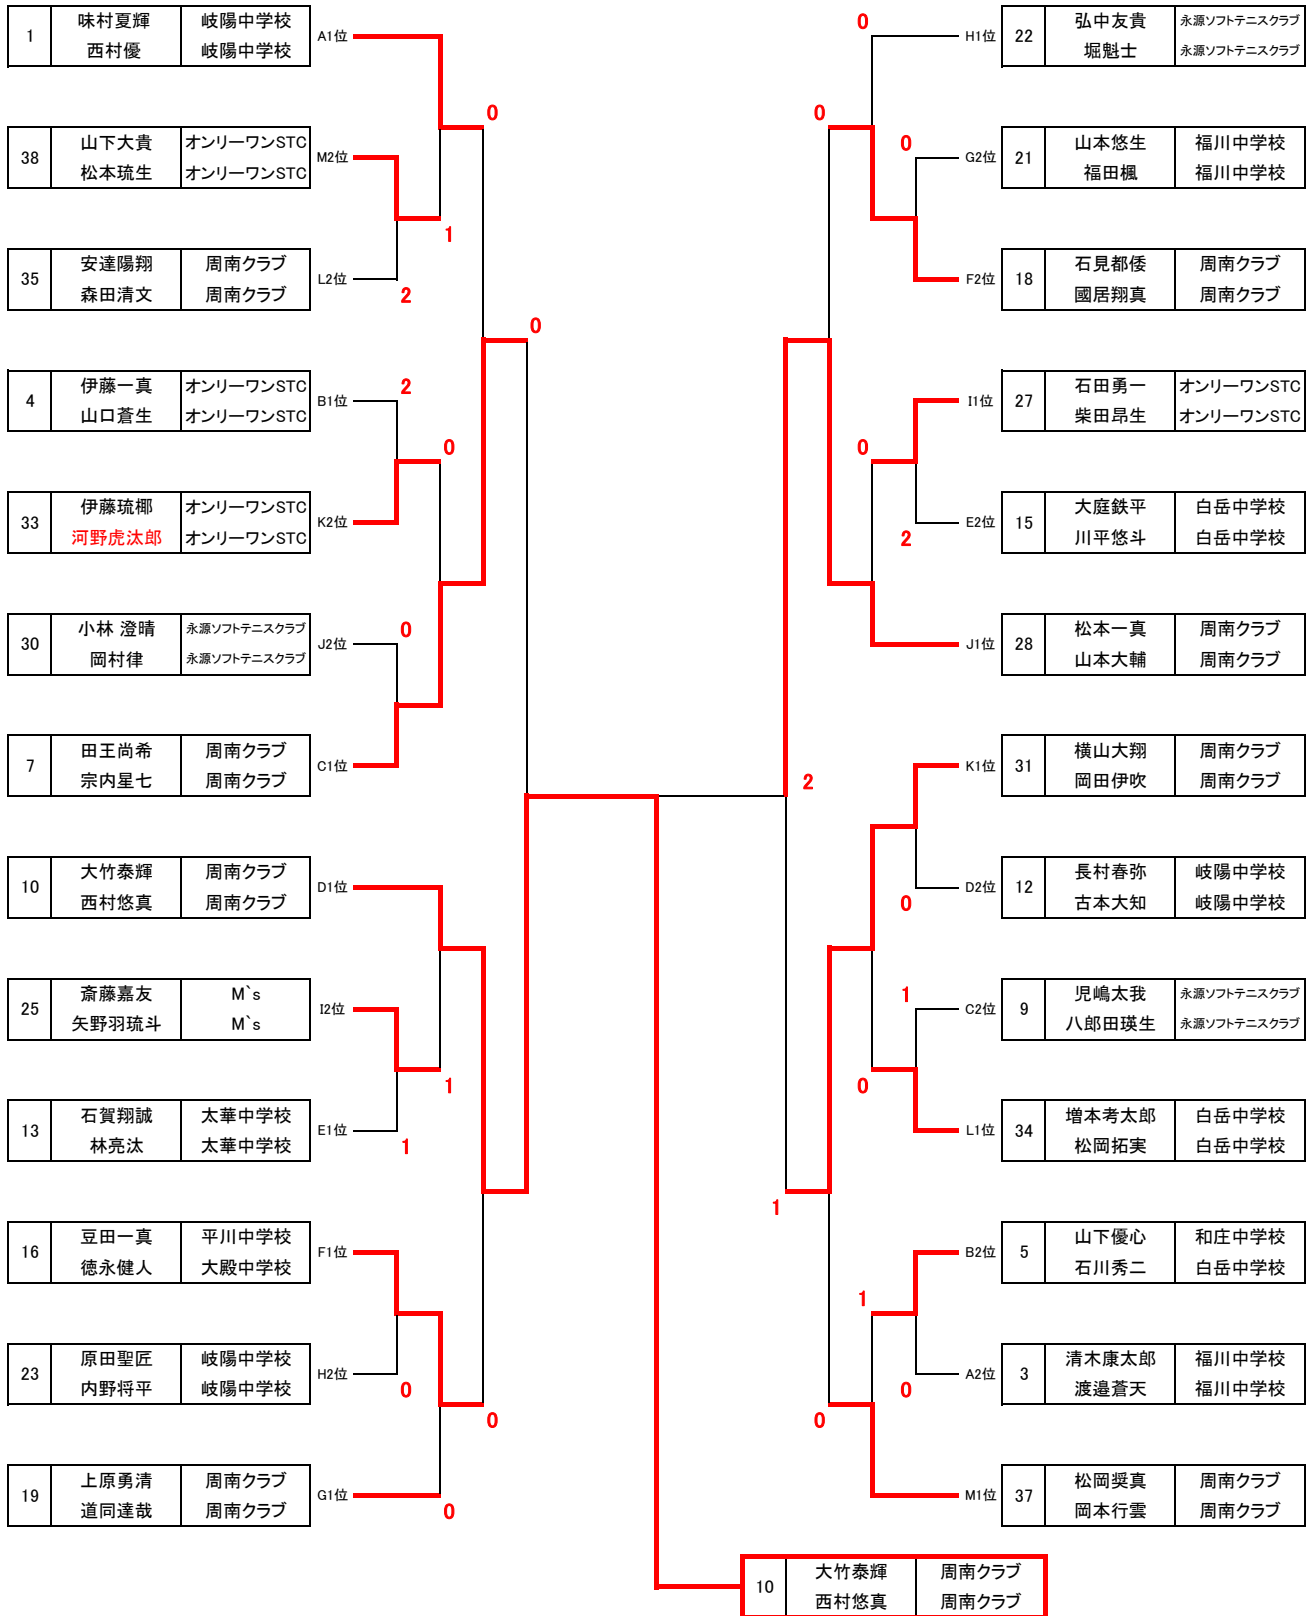 1 味村夏輝 岐陽中学校 A1位
西村優 岐陽中学校
0
38 山下大貴 オンリーワンSTC M2位
松本琉生 オンリーワンSTC
1
35 安達陽翔 周南クラブ L2位
森田清文 周南クラブ
2
0
4 伊藤一真 オンリーワンSTC B1位
山口蒼生 オンリーワンSTC
2
0
33 伊藤琉椰 オンリーワンSTC K2位
河野虎汰郎 オンリーワンSTC
30 小林 澄晴 永源ソフトテニスクラブ J2位
岡村律 永源ソフトテニスクラブ
0
7 田王尚希 周南クラブ C1位
宗内星七 周南クラブ
10 大竹泰輝 周南クラブ D1位
西村悠真 周南クラブ
25 斎藤嘉友 M`s I2位
矢野羽琉斗 M`s
1
13 石賀翔誠 太華中学校 E1位
林亮汰 太華中学校
1
16 豆田一真 平川中学校 F1位
徳永健人 大殿中学校
23 原田聖匠 岐陽中学校 H2位
内野将平 岐陽中学校
0
0
19 上原勇清 周南クラブ G1位
道同達哉 周南クラブ
0
0
H1位 22 弘中友貴 永源ソフトテニスクラブ
堀魁士 永源ソフトテニスクラブ
0
0
G2位 21 山本悠生 福川中学校
福田楓 福川中学校
F2位 18 石見都倭 周南クラブ
國居翔真 周南クラブ
I1位 27 石田勇一 オンリーワンSTC
柴田昂生 オンリーワンSTC
0
E2位 15 大庭鉄平 白岳中学校
川平悠斗 白岳中学校
2
J1位 28 松本一真 周南クラブ
山本大輔 周南クラブ
K1位 31 横山大翔 周南クラブ
岡田伊吹 周南クラブ
2
D2位 12 長村春弥 岐陽中学校
古本大知 岐陽中学校
0
1
C2位 9 児嶋太我 永源ソフトテニスクラブ
八郎田瑛生 永源ソフトテニスクラブ
0
L1位 34 増本考太郎 白岳中学校
松岡拓実 白岳中学校
1
B2位 5 山下優心 和庄中学校
石川秀二 白岳中学校
1
A2位 3 清木康太郎 福川中学校
渡邉蒼天 福川中学校
0
0
M1位 37 松岡奨真 周南クラブ
岡本行雲 周南クラブ
10 大竹泰輝 周南クラブ
西村悠真 周南クラブ